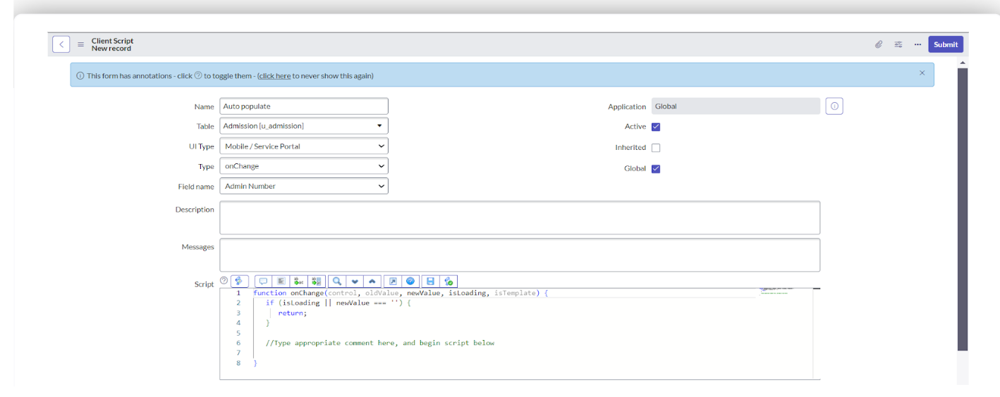 Client Script
New record
Submit
This form has annotations - click ? to toggle them - (click here to never show this again)
Name Auto populate
Application Global
Table Admission [u_admission]
Active
UI Type Mobile / Service Portal
Inherited
Type onChange
Global
Field name Admin Number
Description
Messages
Script
1 function onChange(control, oldValue, newValue, isLoading, isTemplate) {
2 if (isLoading || newValue === '') {
3 return;
4 }
5
6 //Type appropriate comment here, and begin script below
7
8 }